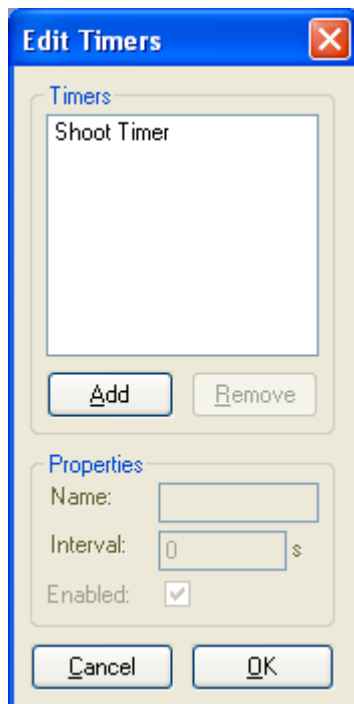 Edit Timers
Timers
Shoot Timer
Add
Remove
Properties
Name:
Interval:
0
s
Enabled:
Cancel
OK